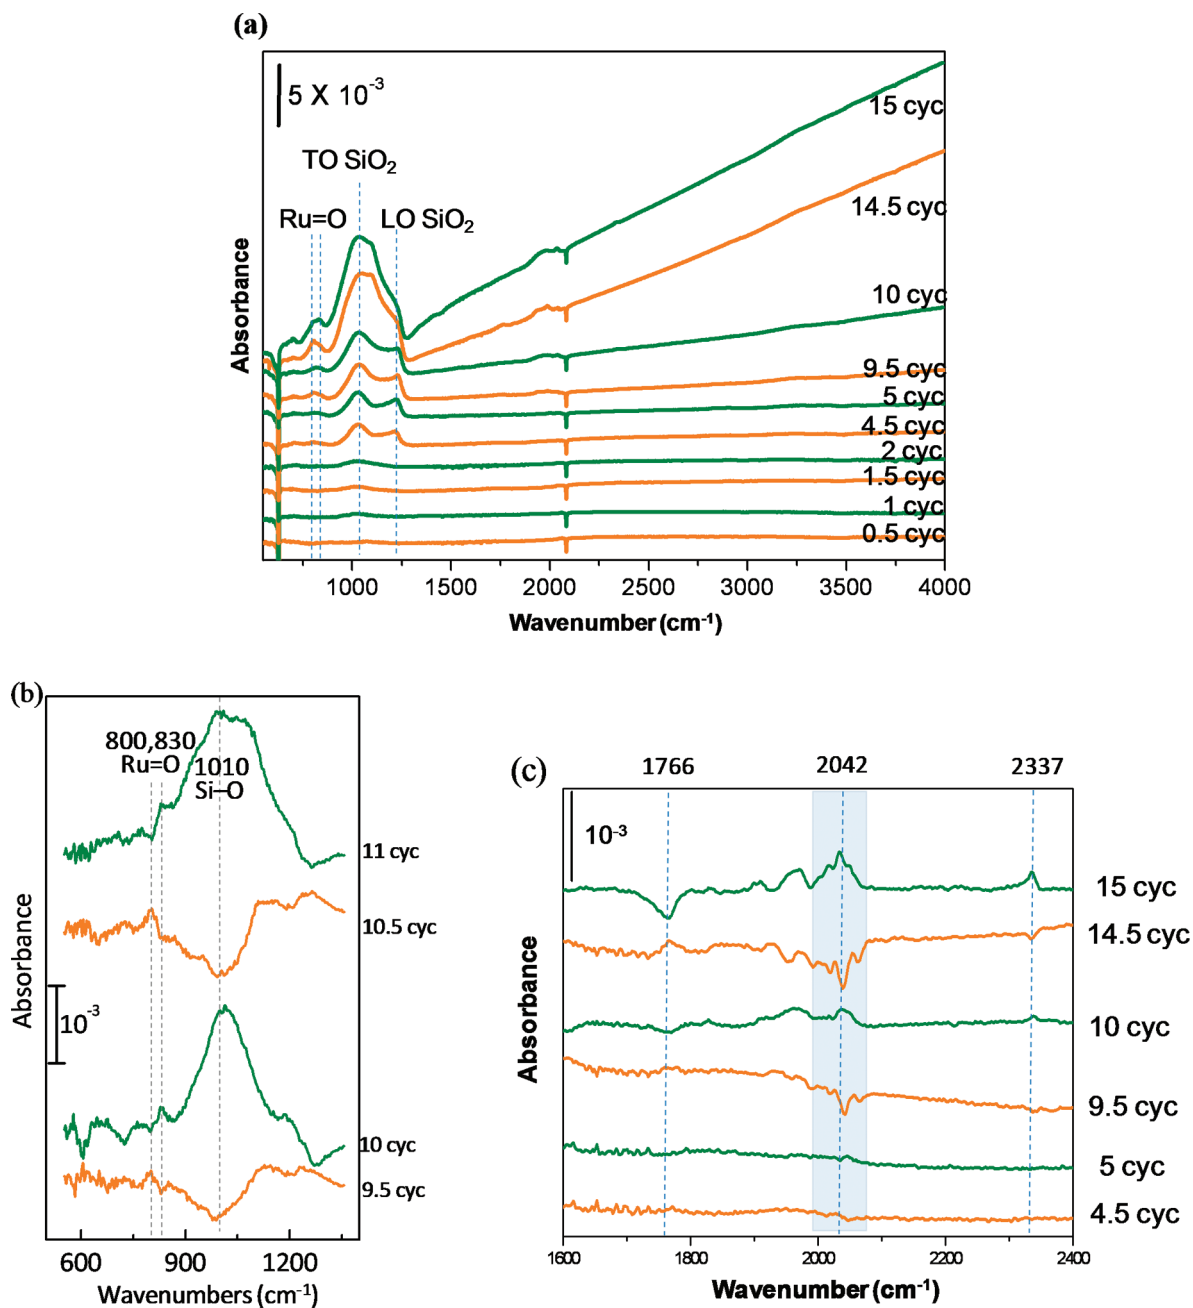 (a)
5 X 10⁻³
15 cyc
TO SiO₂
14.5 cyc
Ru=O
LO SiO₂
10 cyc
9.5 cyc
5 cyc
4.5 cyc
2 cyc
1.5 cyc
1 cyc
0.5 cyc
Absorbance
1000 1500 2000 2500 3000 3500 4000
Wavenumber (cm⁻¹)
(b)
800,830
Ru=O
1010
Si–O
11 cyc
10.5 cyc
10⁻³
10 cyc
9.5 cyc
Absorbance
600 900 1200
Wavenumbers (cm⁻¹)
(c)
1766 2042 2337
10⁻³
15 cyc
14.5 cyc
10 cyc
9.5 cyc
5 cyc
4.5 cyc
Absorbance
1600 1800 2000 2200 2400
Wavenumber (cm⁻¹)